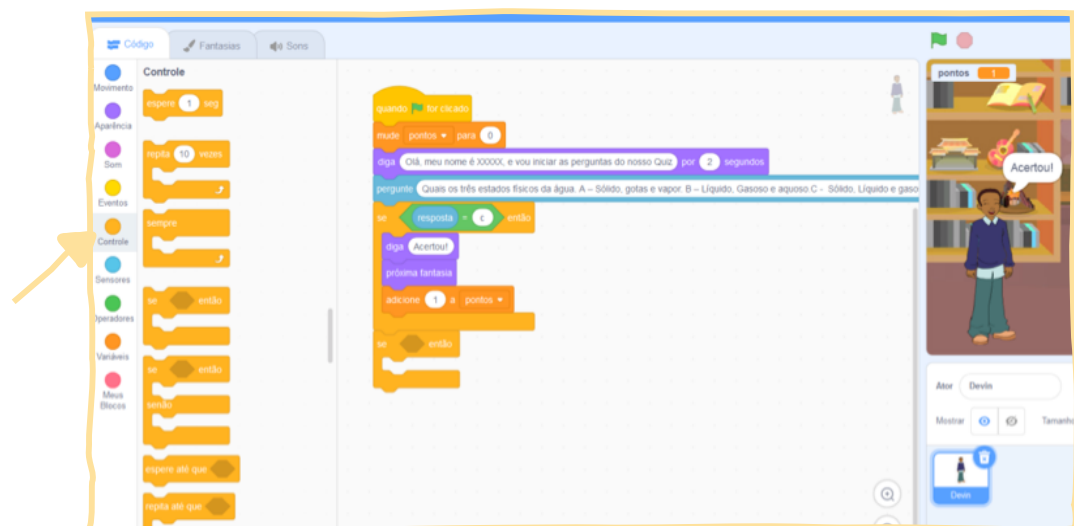 Código Fantasias Sons
Movimento
Aparência
Som
Eventos
Controle
Sensores
Operadores
Variáveis
Meus
Blocos
Controle
espere 1 seg
repita 10 vezes
sempre
se então
se então
senão
espere até que
repita até que
quando for clicado
mude pontos para 0
diga Olá, meu nome é XXXXX, e vou iniciar as perguntas do nosso Quiz por 2 segundos
pergunte Quais os três estados físicos da água. A – Sólido, gotas e vapor. B – Líquido, Gasoso e aquoso.C - Sólido, Líquido e gaso
se resposta = c então
diga Acertou!
próxima fantasia
adicione 1 a pontos
se então
pontos 1
Acertou!
Ator Devin
Mostrar Tamanho
Devin